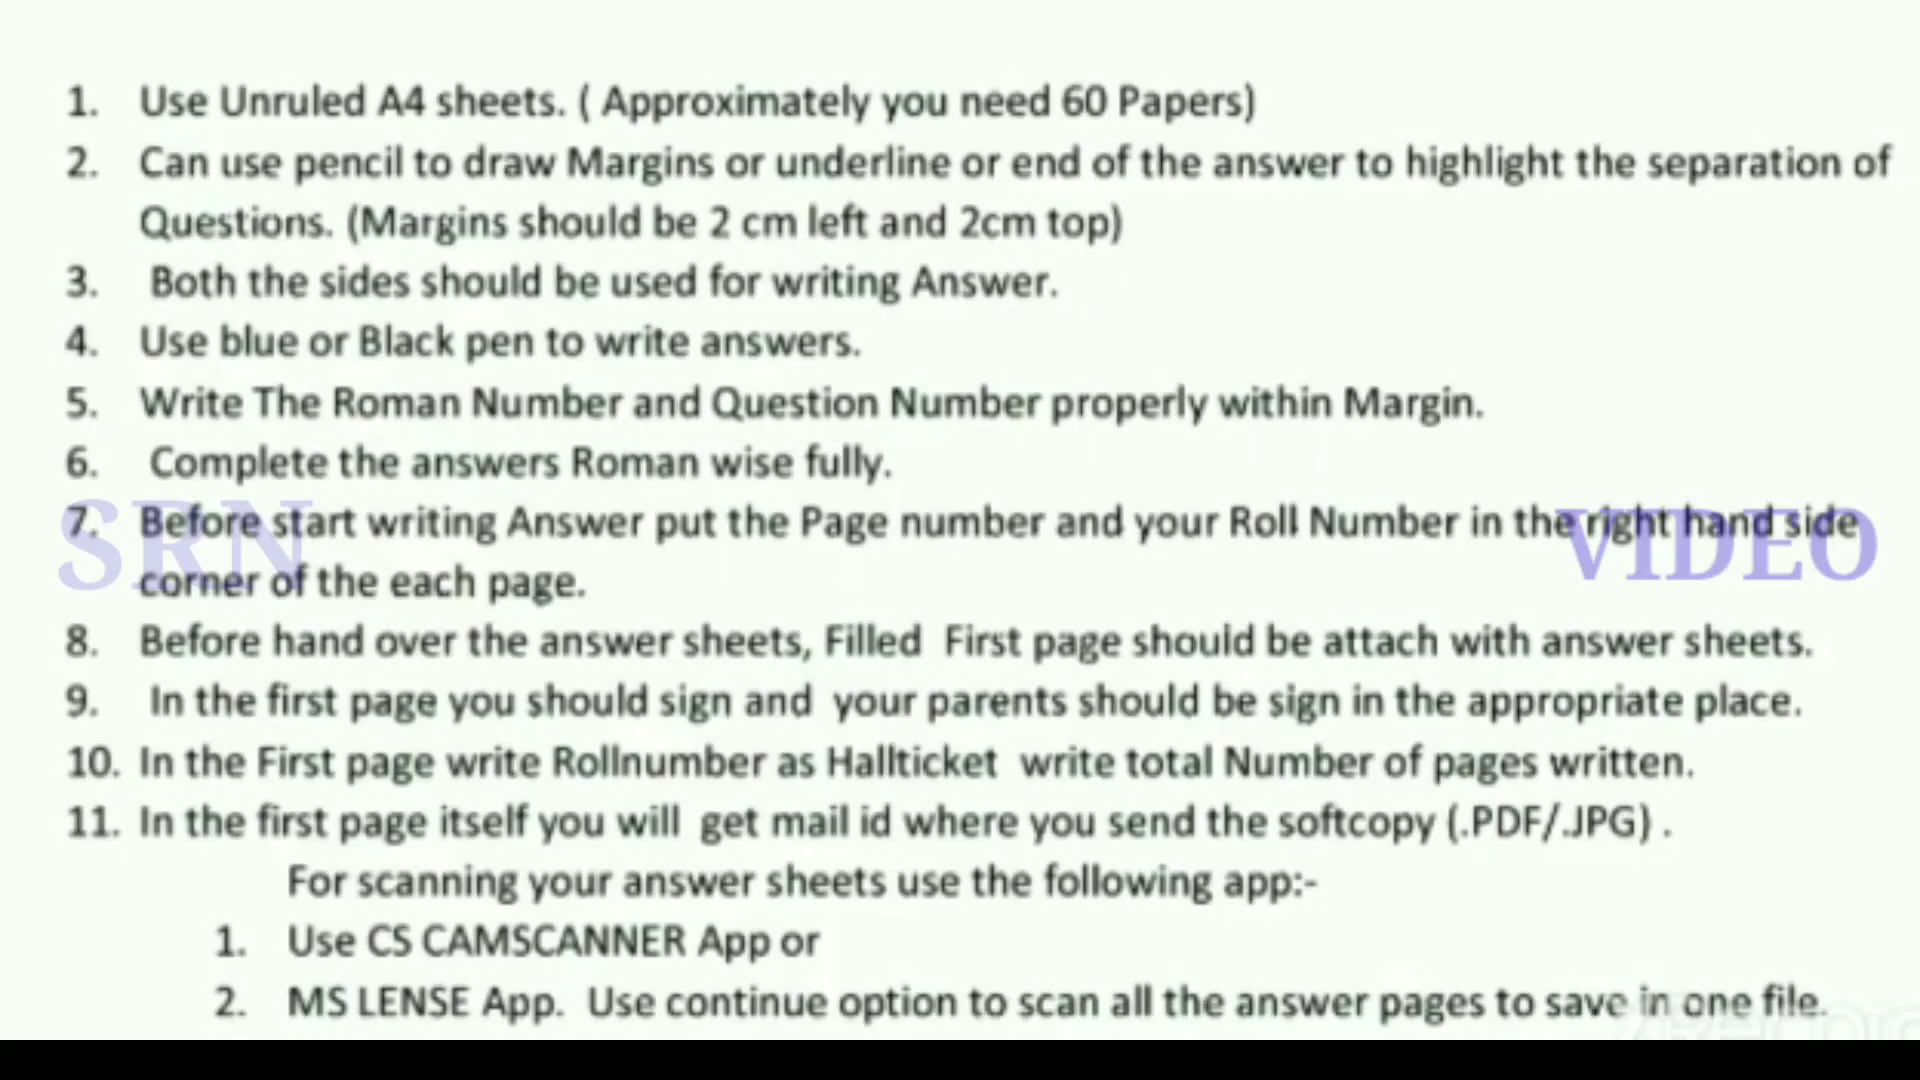 1. Use Unruled A4 sheets. ( Approximately you need 60 Papers)
2. Can use pencil to draw Margins or underline or end of the answer to highlight the separation of
Questions. (Margins should be 2 cm left and 2cm top)
3. Both the sides should be used for writing Answer.
4. Use blue or Black pen to write answers.
5. Write The Roman Number and Question Number properly within Margin.
6. Complete the answers Roman wise fully.
7. Before start writing Answer put the Page number and your Roll Number in the right hand side
SRN VIDEO
corner of the each page.
8. Before hand over the answer sheets, Filled First page should be attach with answer sheets.
9. In the first page you should sign and your parents should be sign in the appropriate place.
10. In the First page write Rollnumber as Hallticket write total Number of pages written.
11. In the first page itself you will get mail id where you send the softcopy (.PDF/.JPG) .
For scanning your answer sheets use the following app:-
1. Use CS CAMSCANNER App or
2. MS LENSE App. Use continue option to scan all the answer pages to save in one file.